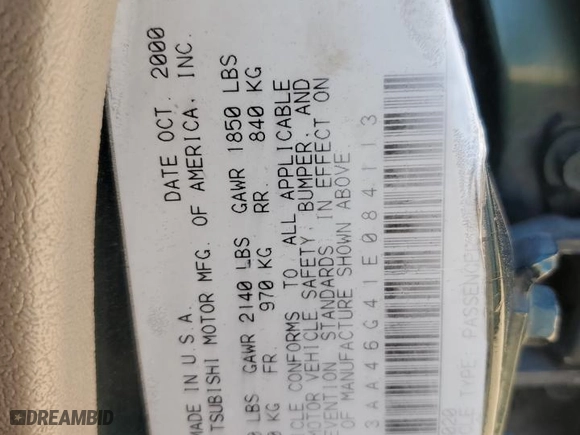 MADE IN U.S.A. DATE OCT. 2000
TSUBISHI MOTOR MFG. OF AMERICA, INC.
LBS GAWR 2140 LBS GAWR 1850 LBS
KG FR. 970 KG RR. 840 KG
CLE CONFORMS TO ALL APPLICABLE
MOTOR VEHICLE SAFETY, BUMPER, AND
EVENTION STANDARDS IN EFFECT ON
OF MANUFACTURE SHOWN ABOVE
3AA46G41E084113
TYPE PASSENGER
DREAMBID